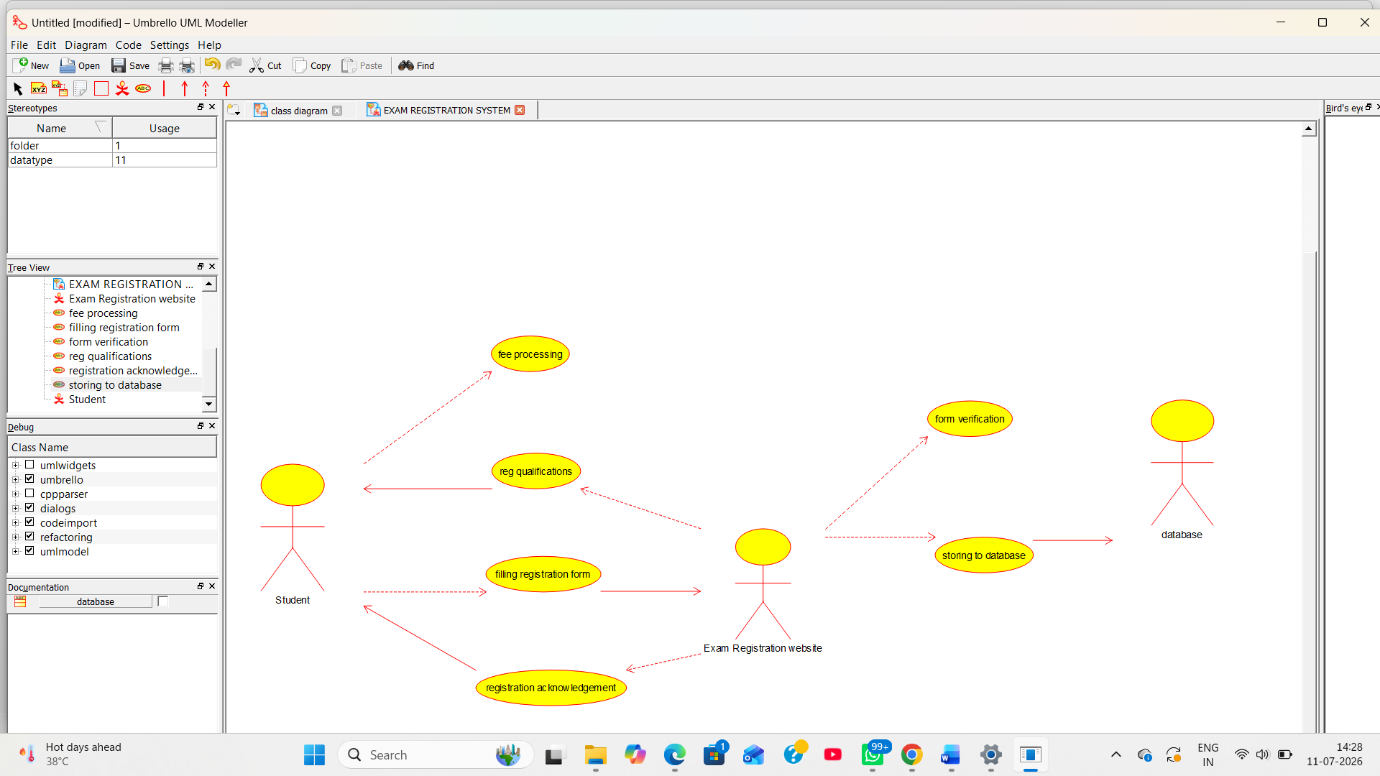 Untitled [modified] – Umbrello UML Modeller
File Edit Diagram Code Settings Help
New Open Save Cut Copy Paste Find
XYZ ABC
Stereotypes
Name Usage
folder 1
datatype 11
class diagram
EXAM REGISTRATION SYSTEM
Bird's eye
Tree View
EXAM REGISTRATION ...
Exam Registration website
fee processing
filling registration form
form verification
reg qualifications
registration acknowledge...
storing to database
Student
Debug
Class Name
umlwidgets
umbrello
cppparser
dialogs
codeimport
refactoring
umlmodel
Documentation
database
fee processing
form verification
reg qualifications
database
storing to database
filling registration form
Student
Exam Registration website
registration acknowledgement
Hot days ahead
38°C
Search
1
99+
ENG
IN
14:28
11-07-2026